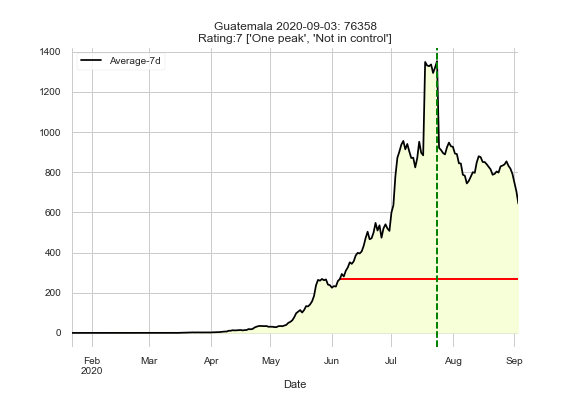 Guatemala 2020-09-03: 76358
Rating:7 ['One peak', 'Not in control']
Average-7d
1400
1200
1000
800
600
400
200
0
Feb Mar Apr May Jun Jul Aug Sep
2020
Date